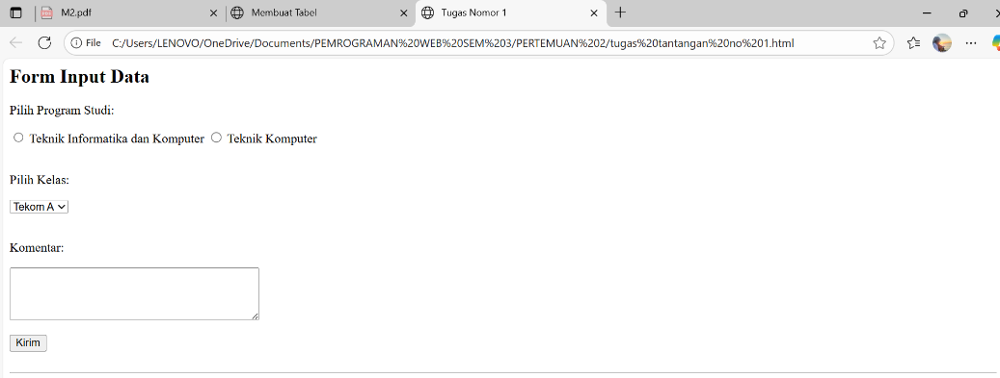 M2.pdf
Membuat Tabel
Tugas Nomor 1
File
C:/Users/LENOVO/OneDrive/Documents/PEMROGRAMAN%20WEB%20SEM%203/PERTEMUAN%202/tugas%20tantangan%20no%201.html
Form Input Data
Pilih Program Studi:
Teknik Informatika dan Komputer Teknik Komputer
Pilih Kelas:
Tekom A
Komentar:
Kirim